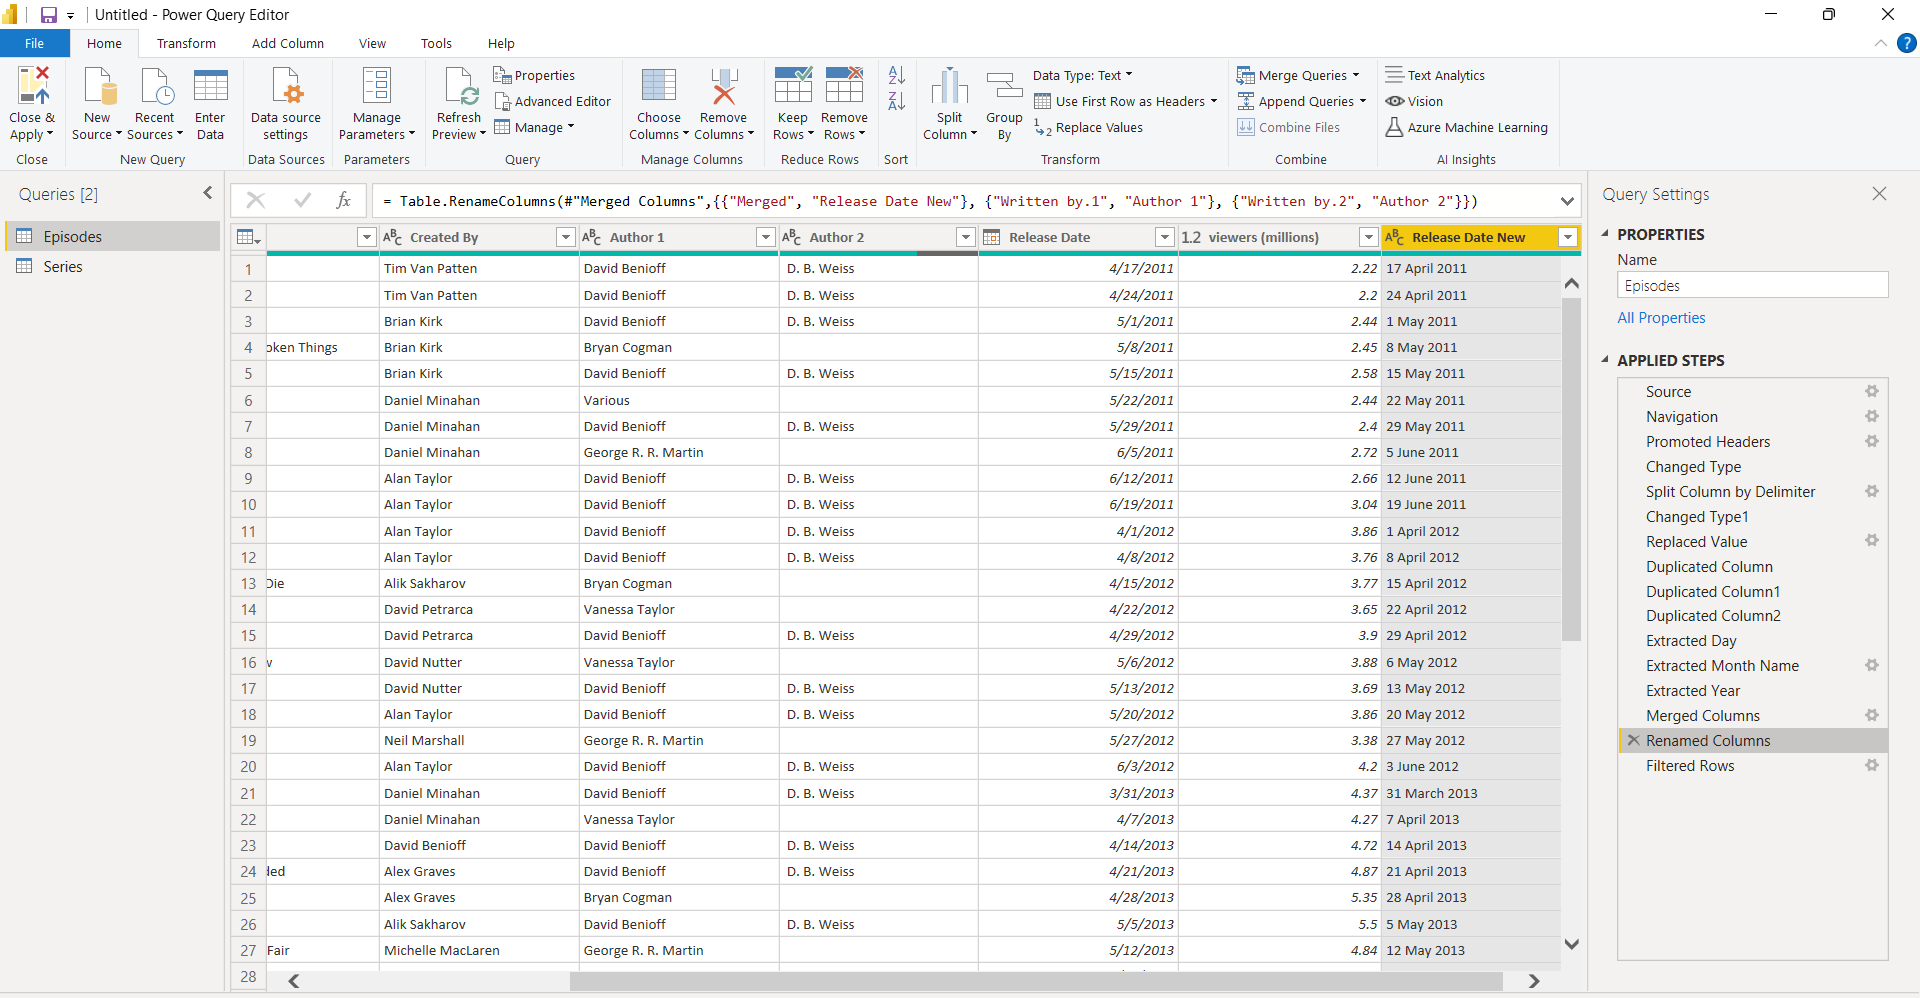 Untitled - Power Query Editor
File Home Transform Add Column View Tools Help
Close & Apply
New Source
Recent Sources
Enter Data
Data source settings
Manage Parameters
Refresh Preview
Properties
Advanced Editor
Manage
Choose Columns
Remove Columns
Keep Rows
Remove Rows
Split Column
Group By
Data Type: Text
Use First Row as Headers
Replace Values
Merge Queries
Append Queries
Combine Files
Text Analytics
Vision
Azure Machine Learning
Close New Query Data Sources Parameters Query Manage Columns Reduce Rows Sort Transform Combine AI Insights
Queries [2]
Episodes
Series
fx = Table.RenameColumns(#"Merged Columns",{{"Merged", "Release Date New"}, {"Written by.1", "Author 1"}, {"Written by.2", "Author 2"}})
ABC Created By ABC Author 1 ABC Author 2 Release Date 1.2 viewers (millions) ABC Release Date New
1 Tim Van Patten David Benioff D. B. Weiss 4/17/2011 2.22 17 April 2011
2 Tim Van Patten David Benioff D. B. Weiss 4/24/2011 2.2 24 April 2011
3 Brian Kirk David Benioff D. B. Weiss 5/1/2011 2.44 1 May 2011
4 oken Things Brian Kirk Bryan Cogman 5/8/2011 2.45 8 May 2011
5 Brian Kirk David Benioff D. B. Weiss 5/15/2011 2.58 15 May 2011
6 Daniel Minahan Various 5/22/2011 2.44 22 May 2011
7 Daniel Minahan David Benioff D. B. Weiss 5/29/2011 2.4 29 May 2011
8 Daniel Minahan George R. R. Martin 6/5/2011 2.72 5 June 2011
9 Alan Taylor David Benioff D. B. Weiss 6/12/2011 2.66 12 June 2011
10 Alan Taylor David Benioff D. B. Weiss 6/19/2011 3.04 19 June 2011
11 Alan Taylor David Benioff D. B. Weiss 4/1/2012 3.86 1 April 2012
12 Alan Taylor David Benioff D. B. Weiss 4/8/2012 3.76 8 April 2012
13 Die Alik Sakharov Bryan Cogman 4/15/2012 3.77 15 April 2012
14 David Petrarca Vanessa Taylor 4/22/2012 3.65 22 April 2012
15 David Petrarca David Benioff D. B. Weiss 4/29/2012 3.9 29 April 2012
16 w David Nutter Vanessa Taylor 5/6/2012 3.88 6 May 2012
17 David Nutter David Benioff D. B. Weiss 5/13/2012 3.69 13 May 2012
18 Alan Taylor David Benioff D. B. Weiss 5/20/2012 3.86 20 May 2012
19 Neil Marshall George R. R. Martin 5/27/2012 3.38 27 May 2012
20 Alan Taylor David Benioff D. B. Weiss 6/3/2012 4.2 3 June 2012
21 Daniel Minahan David Benioff D. B. Weiss 3/31/2013 4.37 31 March 2013
22 Daniel Minahan Vanessa Taylor 4/7/2013 4.27 7 April 2013
23 David Benioff David Benioff D. B. Weiss 4/14/2013 4.72 14 April 2013
24 ded Alex Graves David Benioff D. B. Weiss 4/21/2013 4.87 21 April 2013
25 Alex Graves Bryan Cogman 4/28/2013 5.35 28 April 2013
26 Alik Sakharov David Benioff D. B. Weiss 5/5/2013 5.5 5 May 2013
27 Fair Michelle MacLaren George R. R. Martin 5/12/2013 4.84 12 May 2013
28
Query Settings
PROPERTIES
Name
Episodes
All Properties
APPLIED STEPS
Source
Navigation
Promoted Headers
Changed Type
Split Column by Delimiter
Changed Type1
Replaced Value
Duplicated Column
Duplicated Column1
Duplicated Column2
Extracted Day
Extracted Month Name
Extracted Year
Merged Columns
Renamed Columns
Filtered Rows